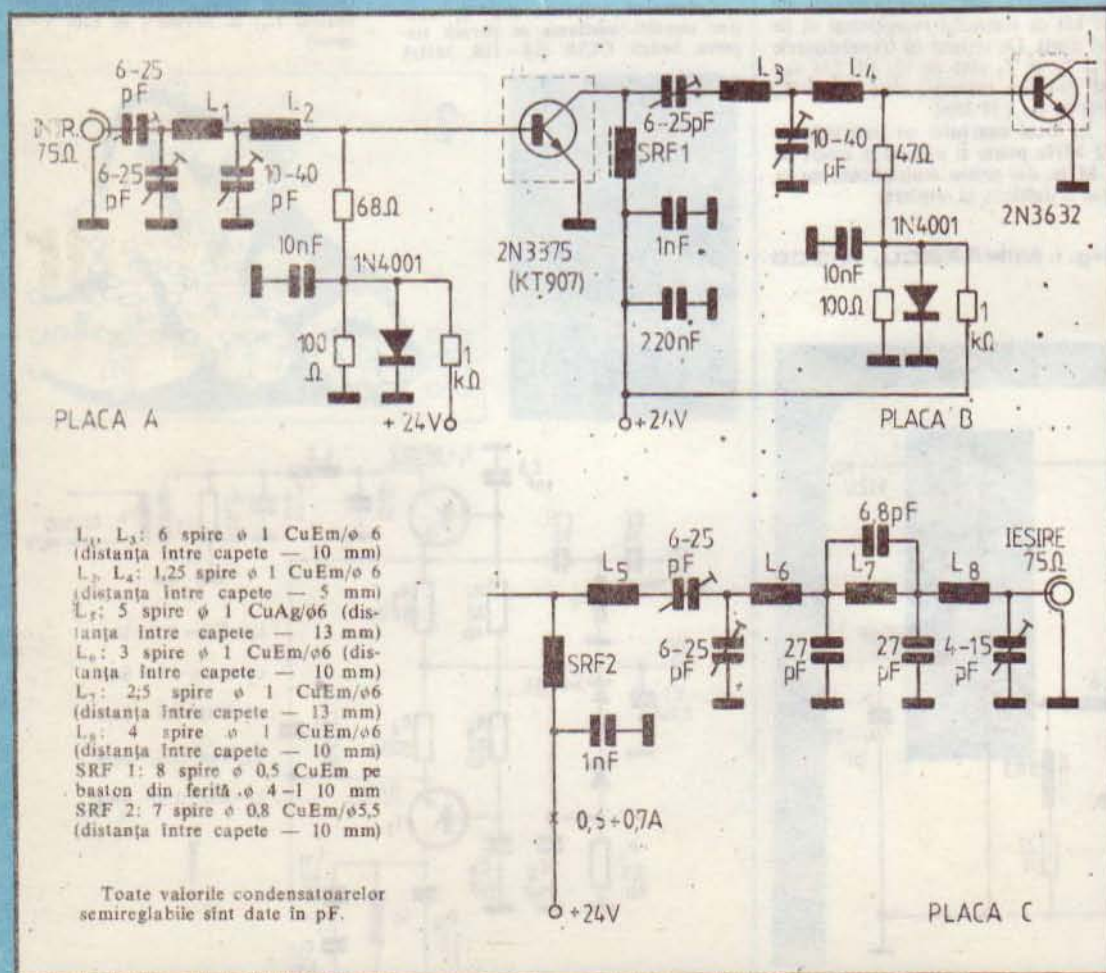 6-25
pF
L₁
L₂
INTR.
75Ω
6-25
pF
10-40
pF
68Ω
10nF
1N4001
100
Ω
1
kΩ
PLACA A
+24V
2N3375
(KT907)
6-25pF
L₃
L₄
SRF1
10-40
pF
47Ω
1nF
1N4001
10nF
220nF
100Ω
1
kΩ
+24V
PLACA B
1
2N3632
L₁, L₃: 6 spire ø 1 CuEm/ø 6
(distanţa între capete — 10 mm)
L₂, L₄: 1,25 spire ø 1 CuEm/ø 6
(distanţa între capete — 5 mm)
L₅: 5 spire ø 1 CuAg/ø6 (dis-
tanţa între capete — 13 mm)
L₆: 3 spire ø 1 CuEm/ø6 (dis-
tanţa între capete — 10 mm)
L₇: 2,5 spire ø 1 CuEm/ø6
(distanţa între capete — 13 mm)
L₈: 4 spire ø 1 CuEm/ø6
(distanţa între capete — 10 mm)
SRF 1: 8 spire ø 0,5 CuEm pe
baston din ferită ø 4-l 10 mm
SRF 2: 7 spire ø 0,8 CuEm/ø5,5
(distanţa între capete — 10 mm)
Toate valorile condensatoarelor
semireglabile sînt date în pF.
L₅
6-25
pF
L₆
6,8pF
L₇
L₈
IESIRE
75Ω
SRF2
6-25
pF
27
pF
27
pF
4-15
pF
1nF
0,5÷0,7A
+24V
PLACA C